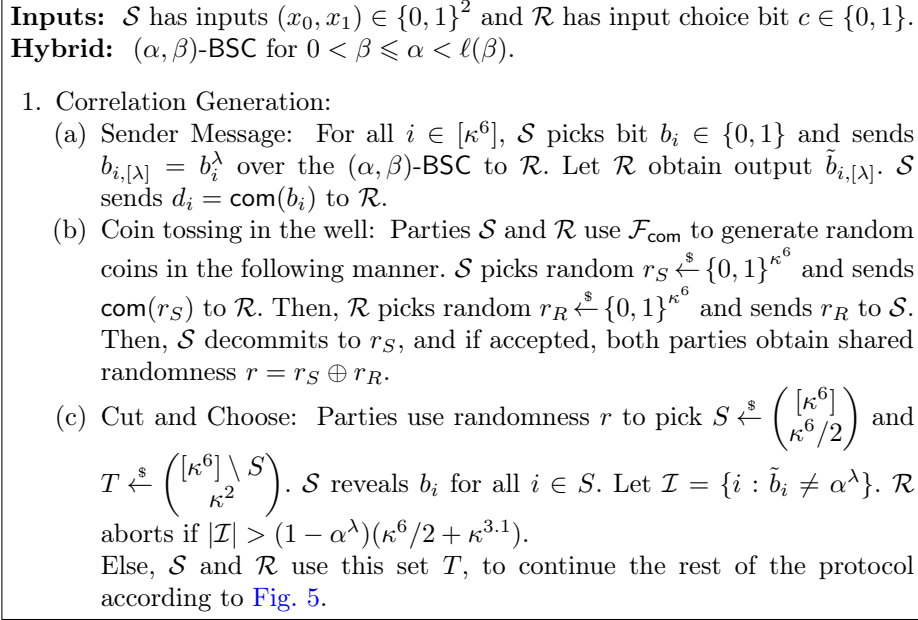 Inputs: 𝒮 has inputs (x₀, x₁) ∈ {0, 1}² and ℛ has input choice bit c ∈ {0, 1}.
Hybrid: (α, β)-BSC for 0 < β ⩽ α < ℓ(β).
1. Correlation Generation:
(a) Sender Message: For all i ∈ [κ⁶], 𝒮 picks bit bᵢ ∈ {0, 1} and sends
b_{i,[λ]} = b_i^λ over the (α, β)-BSC to ℛ. Let ℛ obtain output b̃_{i,[λ]}. 𝒮
sends dᵢ = com(bᵢ) to ℛ.
(b) Coin tossing in the well: Parties 𝒮 and ℛ use ℱ_com to generate random
coins in the following manner. 𝒮 picks random r_S ←$ {0, 1}^{κ⁶} and sends
com(r_S) to ℛ. Then, ℛ picks random r_R ←$ {0, 1}^{κ⁶} and sends r_R to 𝒮.
Then, 𝒮 decommits to r_S, and if accepted, both parties obtain shared
randomness r = r_S ⊕ r_R.
(c) Cut and Choose: Parties use randomness r to pick S ←$ ([κ⁶] κ⁶/2) and
T ←$ ([κ⁶] \ S κ²). 𝒮 reveals bᵢ for all i ∈ S. Let ℐ = {i : b̃ᵢ ≠ α^λ}. ℛ
aborts if |ℐ| > (1 − α^λ)(κ⁶/2 + κ^{3.1}).
Else, 𝒮 and ℛ use this set T, to continue the rest of the protocol
according to Fig. 5.